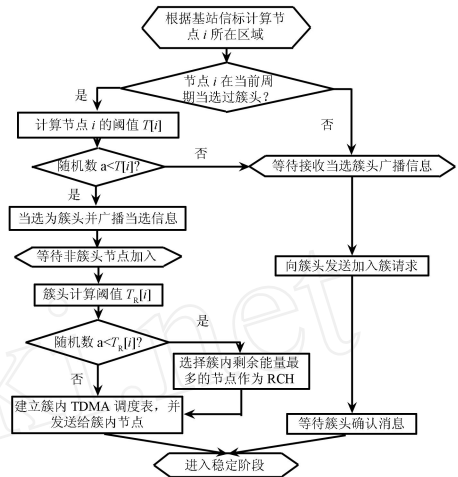 根据基站信标计算节
点 i 所在区域
节点 i 在当前周
期当选过簇头?
是
否
计算节点 i 的阈值 T[i]
随机数 a<T[i]?
否
等待接收当选簇头广播信息
是
当选为簇头并广播当选信息
等待非簇头节点加入
向簇头发送加入簇请求
簇头计算阈值 TR[i]
随机数 a<TR[i]?
是
选择簇内剩余能量最
多的节点作为 RCH
否
建立簇内 TDMA 调度表，并
发送给簇内节点
等待簇头确认消息
进入稳定阶段